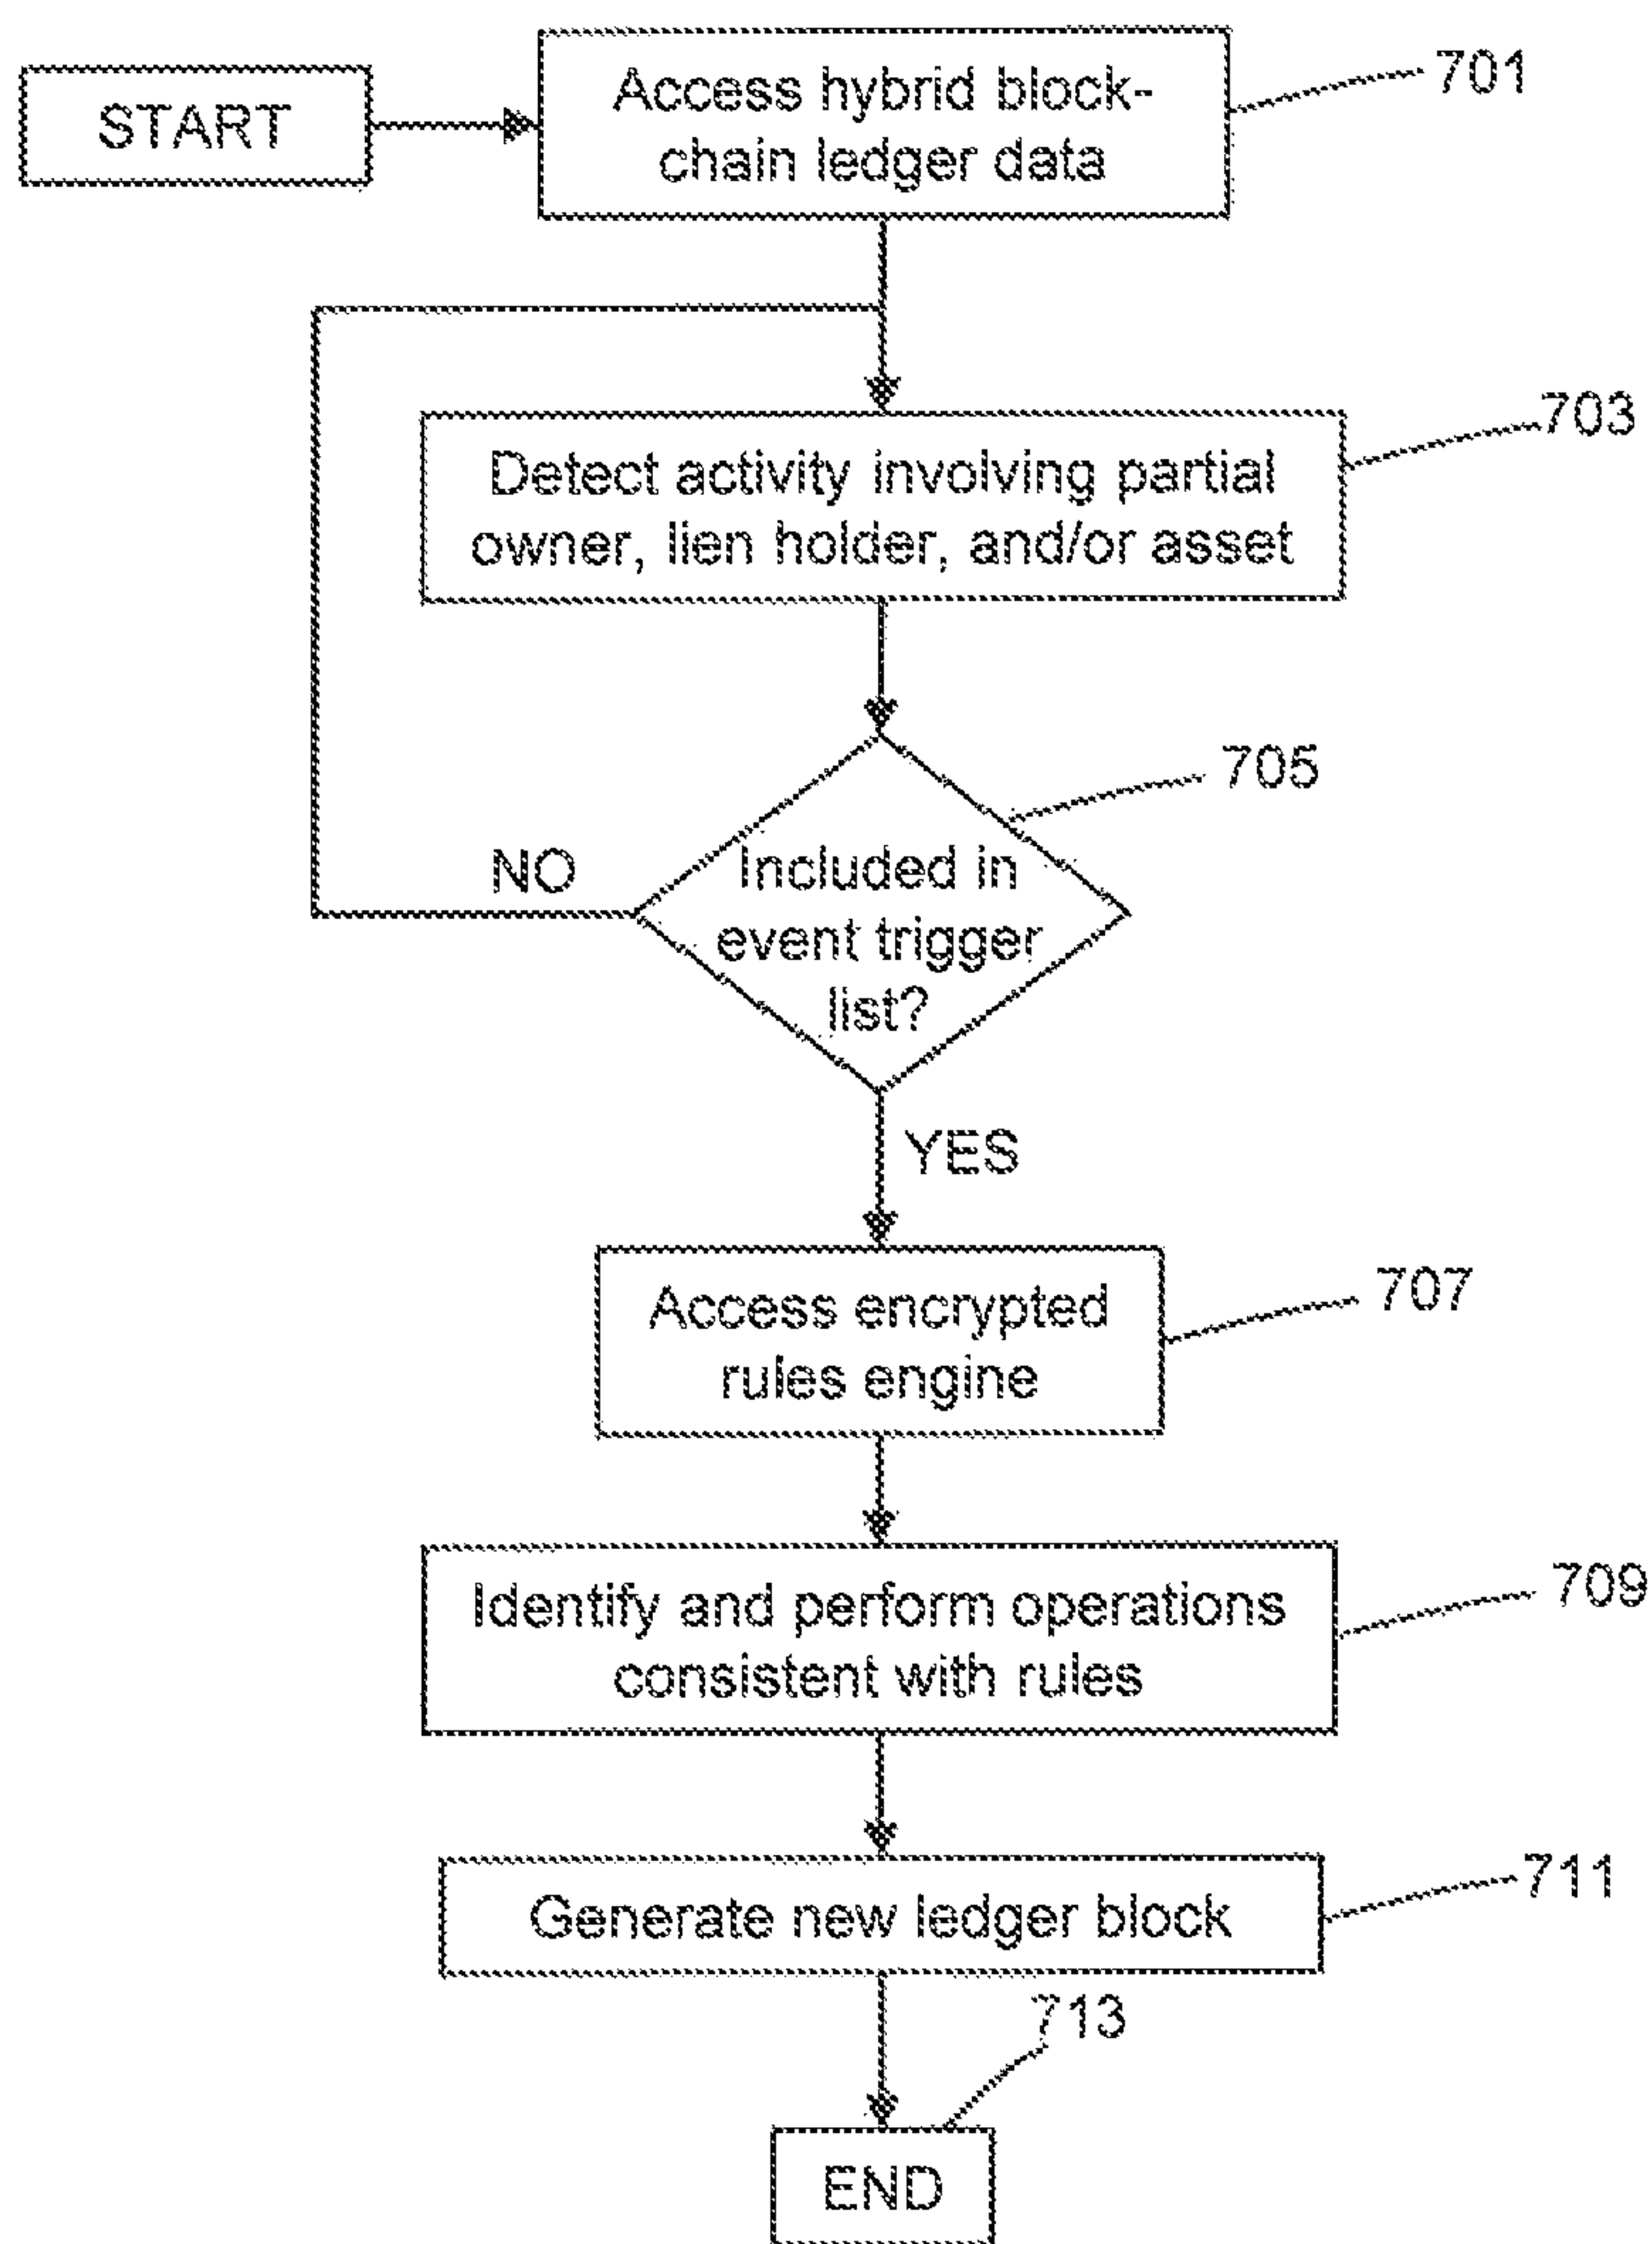 START
Access hybrid block-
chain ledger data
701
Detect activity involving partial
owner, lien holder, and/or asset
703
Included in
event trigger
list?
705
NO
YES
Access encrypted
rules engine
707
Identify and perform operations
consistent with rules
709
Generate new ledger block
711
713
END